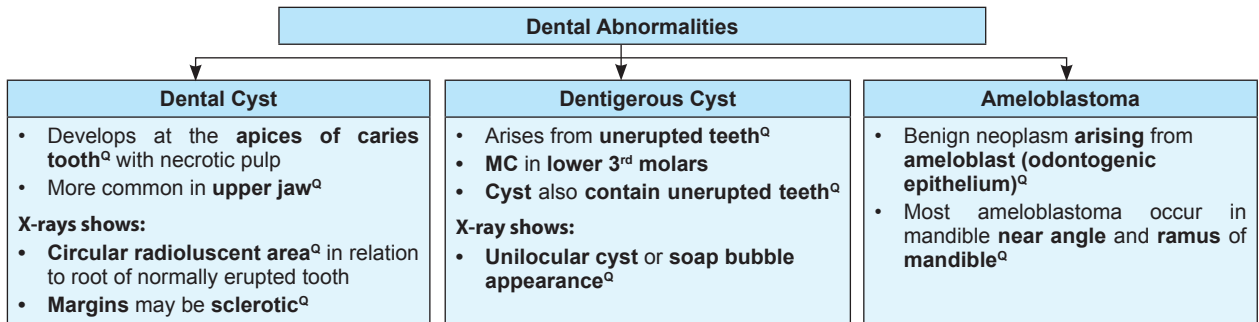 Dental Abnormalities
Dental Cyst
• Develops at the apices of caries
toothQ with necrotic pulp
• More common in upper jawQ
X-rays shows:
• Circular radioluscent areaQ in relation
to root of normally erupted tooth
• Margins may be scleroticQ
Dentigerous Cyst
• Arises from unerupted teethQ
• MC in lower 3rd molars
• Cyst also contain unerupted teethQ
X-ray shows:
• Unilocular cyst or soap bubble
appearanceQ
Ameloblastoma
• Benign neoplasm arising from
ameloblast (odontogenic
epithelium)Q
• Most ameloblastoma occur in
mandible near angle and ramus of
mandibleQ